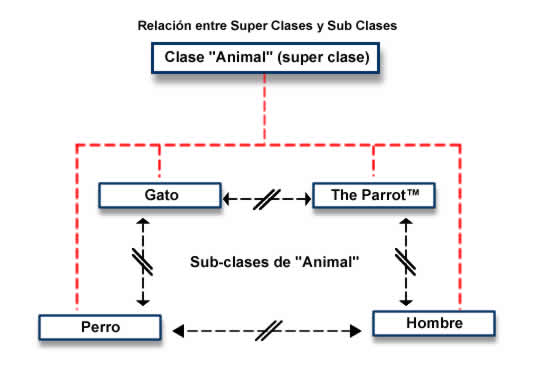 Relación entre Super Clases y Sub Clases
Clase "Animal" (super clase)
Gato
The Parrot™
Sub-clases de "Animal"
Perro
Hombre